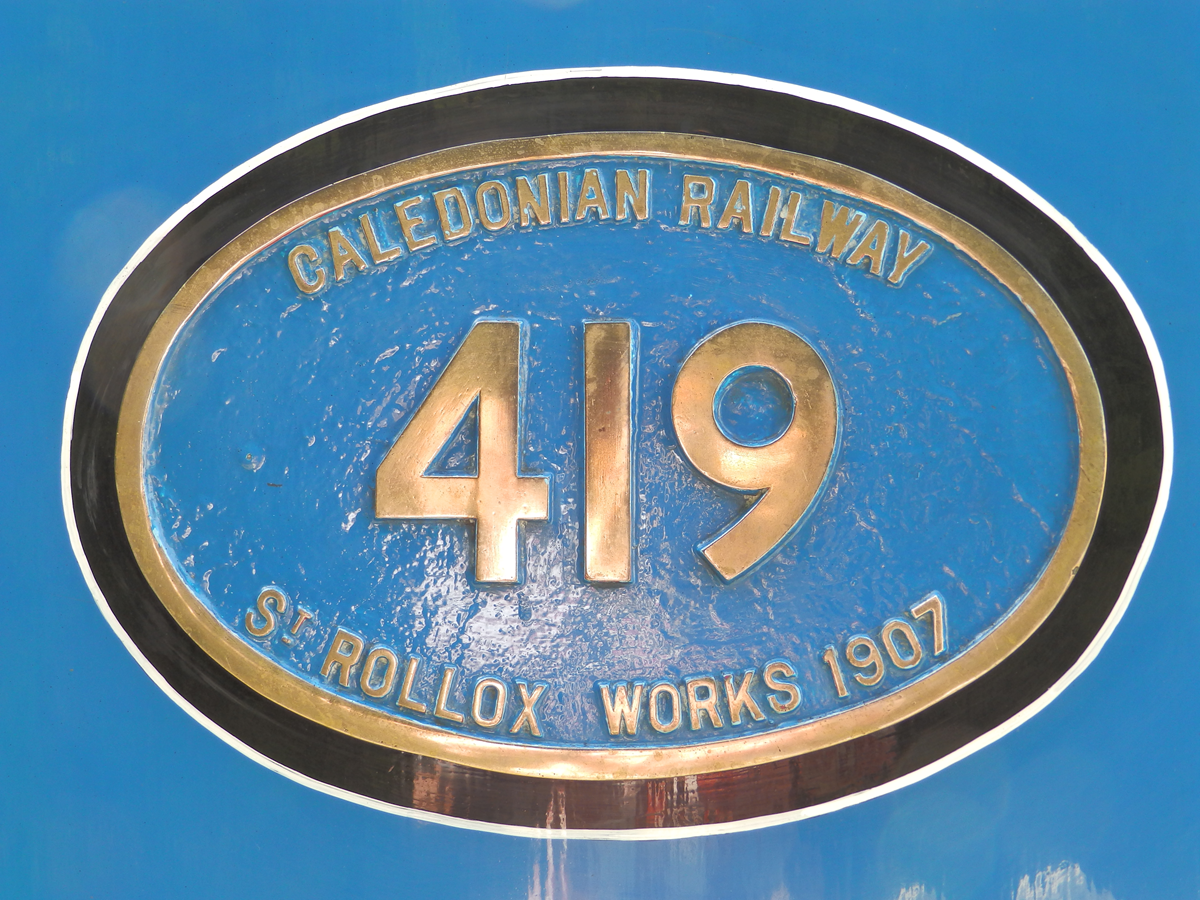 CALEDONIAN RAILWAY
419
ST ROLLOX WORKS 1907